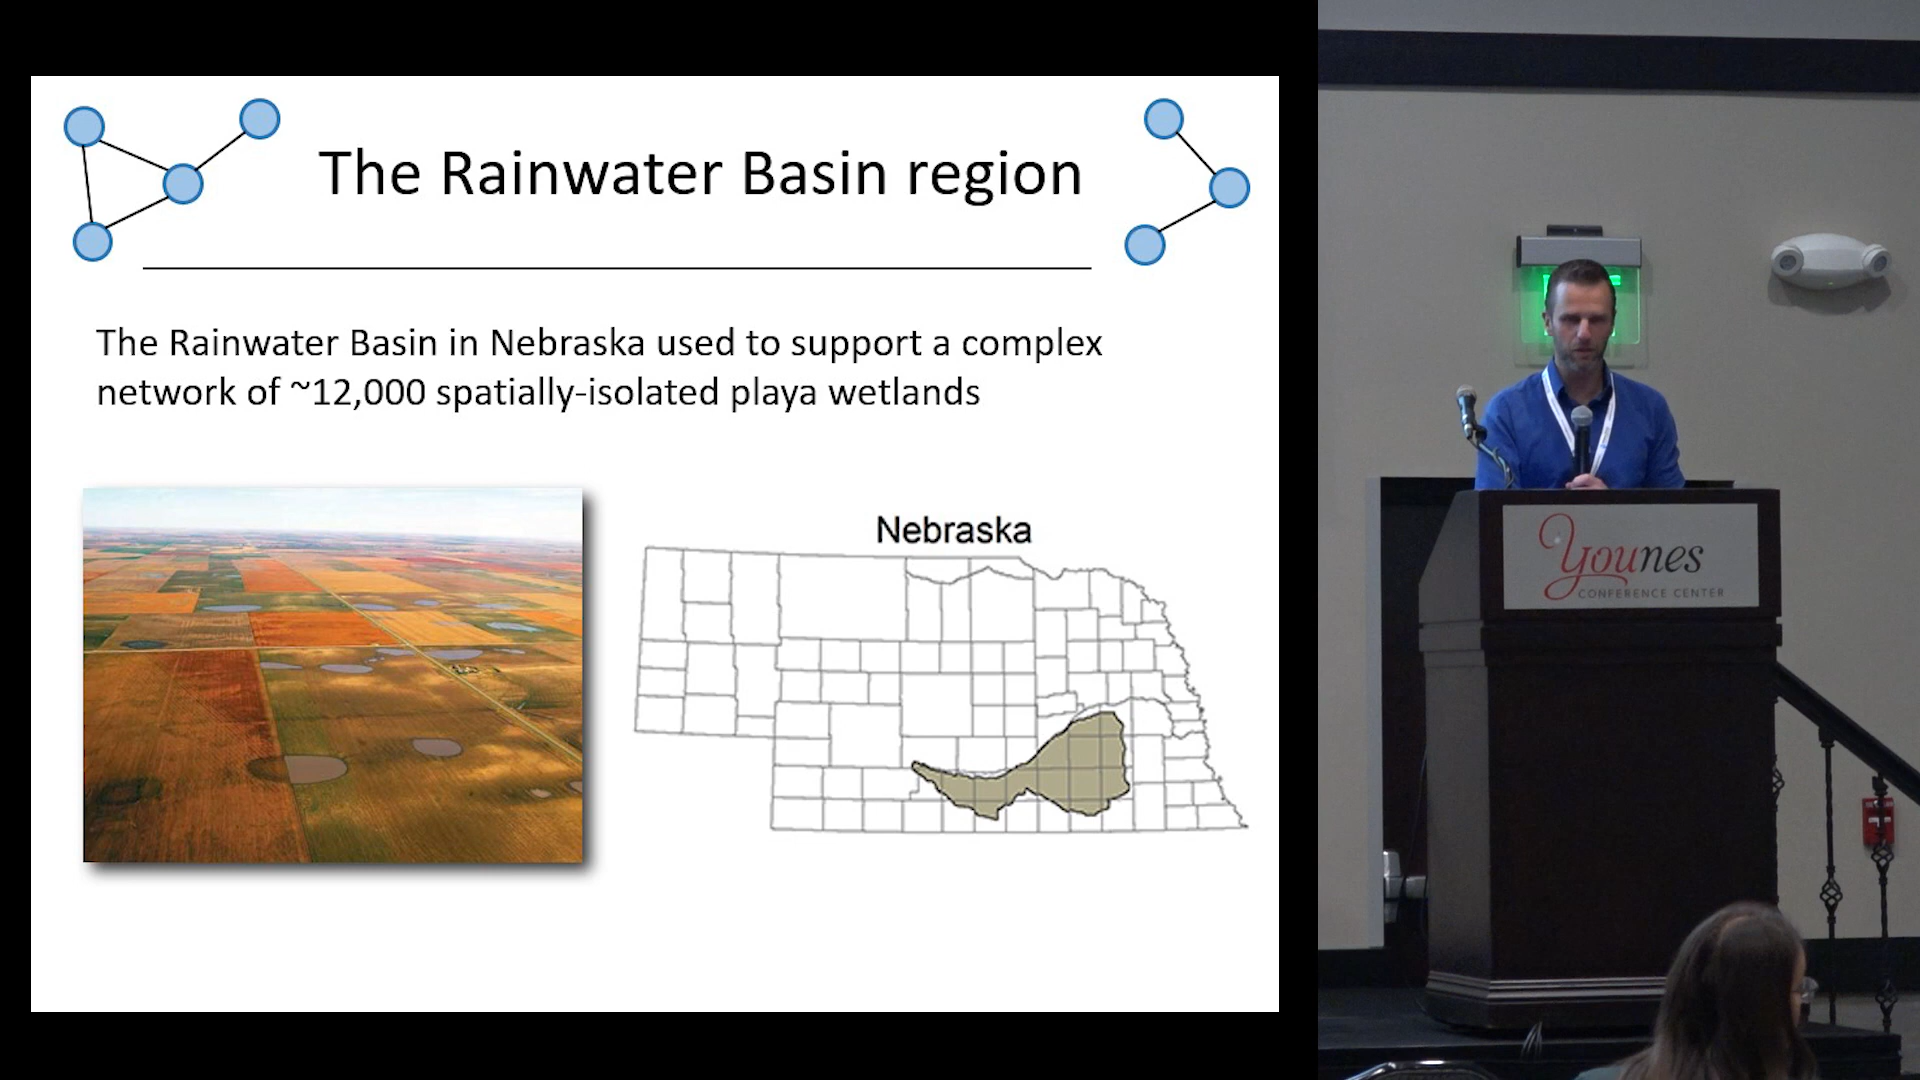 The Rainwater Basin region
The Rainwater Basin in Nebraska used to support a complex
network of ~12,000 spatially-isolated playa wetlands
Nebraska
Younes
CONFERENCE CENTER